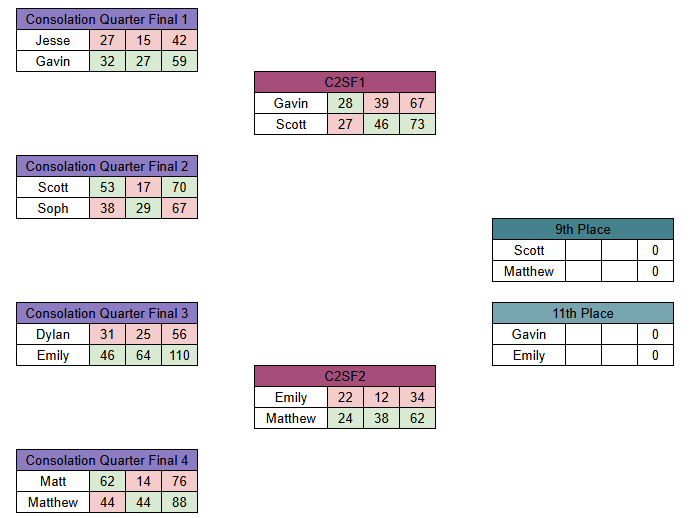 Consolation Quarter Final 1
Jesse 27 15 42
Gavin 32 27 59
C2SF1
Gavin 28 39 67
Scott 27 46 73
Consolation Quarter Final 2
Scott 53 17 70
Soph 38 29 67
9th Place
Scott 0
Matthew 0
Consolation Quarter Final 3
Dylan 31 25 56
Emily 46 64 110
11th Place
Gavin 0
Emily 0
C2SF2
Emily 22 12 34
Matthew 24 38 62
Consolation Quarter Final 4
Matt 62 14 76
Matthew 44 44 88